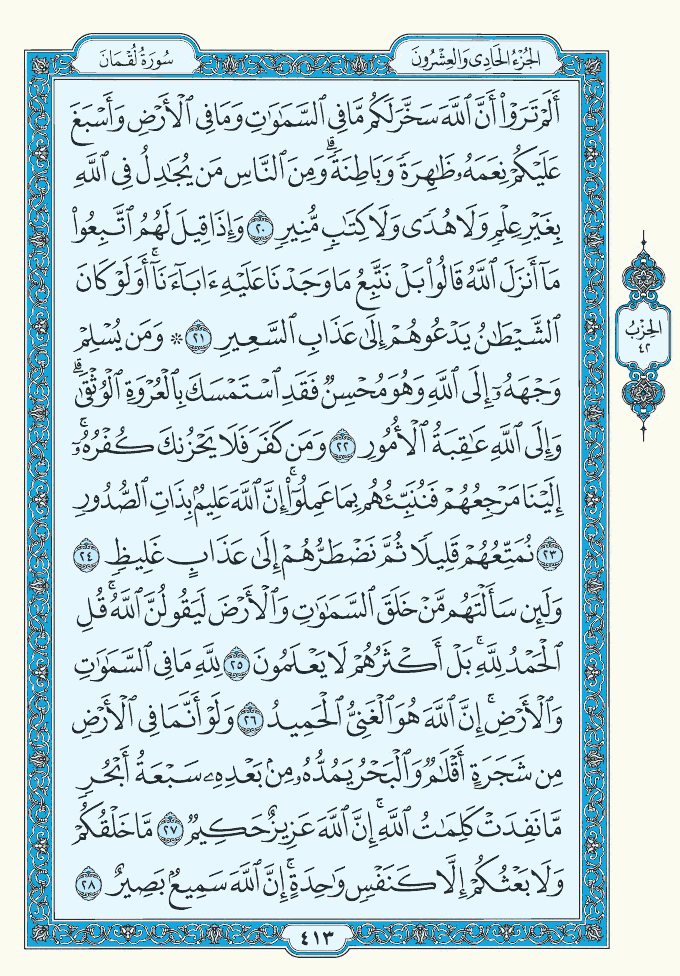 الجُزْءُ الحَادِي وَالعِشْرُونَ
سُورَةُ لُقْمَانَ
أَلَمْ تَرَوْا۟ أَنَّ ٱللَّهَ سَخَّرَ لَكُم مَّا فِى ٱلسَّمَٰوَٰتِ وَمَا فِى ٱلْأَرْضِ وَأَسْبَغَ
عَلَيْكُمْ نِعَمَهُۥ ظَٰهِرَةً وَبَاطِنَةً ۗ وَمِنَ ٱلنَّاسِ مَن يُجَٰدِلُ فِى ٱللَّهِ
بِغَيْرِ عِلْمٍ وَلَا هُدًى وَلَا كِتَٰبٍ مُّنِيرٍ ٢٠ وَإِذَا قِيلَ لَهُمُ ٱتَّبِعُوا۟
مَآ أَنزَلَ ٱللَّهُ قَالُوا۟ بَلْ نَتَّبِعُ مَا وَجَدْنَا عَلَيْهِ ءَابَآءَنَآ ۚ أَوَلَوْ كَانَ
ٱلشَّيْطَٰنُ يَدْعُوهُمْ إِلَىٰ عَذَابِ ٱلسَّعِيرِ ٢١ ۞ وَمَن يُسْلِمْ
وَجْهَهُۥٓ إِلَى ٱللَّهِ وَهُوَ مُحْسِنٌ فَقَدِ ٱسْتَمْسَكَ بِٱلْعُرْوَةِ ٱلْوُثْقَىٰ ۗ
وَإِلَى ٱللَّهِ عَٰقِبَةُ ٱلْأُمُورِ ٢٢ وَمَن كَفَرَ فَلَا يَحْزُنكَ كُفْرُهُۥٓ ۚ
إِلَيْنَا مَرْجِعُهُمْ فَنُنَبِّئُهُم بِمَا عَمِلُوٓا۟ ۚ إِنَّ ٱللَّهَ عَلِيمٌۢ بِذَاتِ ٱلصُّدُورِ
٢٣ نُمَتِّعُهُمْ قَلِيلًا ثُمَّ نَضْطَرُّهُمْ إِلَىٰ عَذَابٍ غَلِيظٍ ٢٤
وَلَئِن سَأَلْتَهُم مَّنْ خَلَقَ ٱلسَّمَٰوَٰتِ وَٱلْأَرْضَ لَيَقُولُنَّ ٱللَّهُ ۚ قُلِ
ٱلْحَمْدُ لِلَّهِ ۚ بَلْ أَكْثَرُهُمْ لَا يَعْلَمُونَ ٢٥ لِلَّهِ مَا فِى ٱلسَّمَٰوَٰتِ
وَٱلْأَرْضِ ۚ إِنَّ ٱللَّهَ هُوَ ٱلْغَنِىُّ ٱلْحَمِيدُ ٢٦ وَلَوْ أَنَّمَا فِى ٱلْأَرْضِ
مِن شَجَرَةٍ أَقْلَٰمٌ وَٱلْبَحْرُ يَمُدُّهُۥ مِنۢ بَعْدِهِۦ سَبْعَةُ أَبْحُرٍ
مَّا نَفِدَتْ كَلِمَٰتُ ٱللَّهِ ۗ إِنَّ ٱللَّهَ عَزِيزٌ حَكِيمٌ ٢٧ مَّا خَلْقُكُمْ
وَلَا بَعْثُكُمْ إِلَّا كَنَفْسٍ وَٰحِدَةٍ ۗ إِنَّ ٱللَّهَ سَمِيعٌۢ بَصِيرٌ ٢٨
الحِزْبُ
٤٢
٤١٣